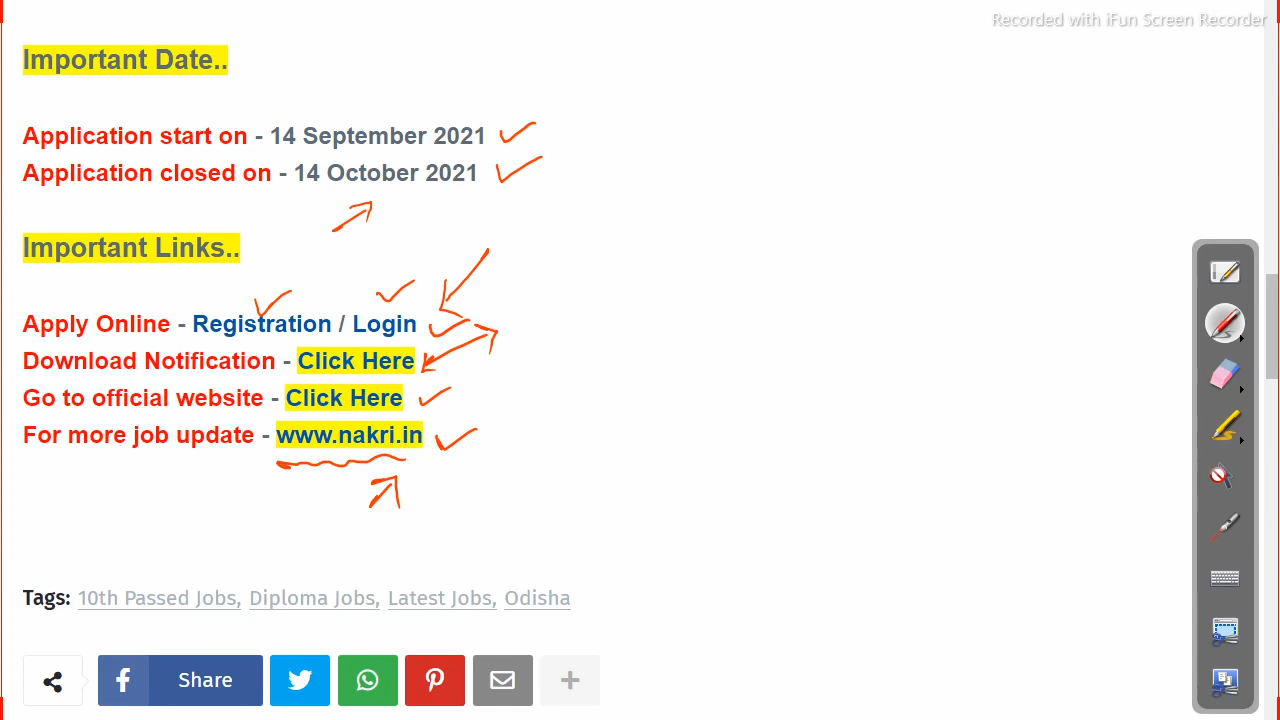 Recorded with iFun Screen Recorder
Important Date..
Application start on - 14 September 2021
Application closed on - 14 October 2021
Important Links..
Apply Online - Registration / Login
Download Notification - Click Here
Go to official website - Click Here
For more job update - www.nakri.in
Tags: 10th Passed Jobs, Diploma Jobs, Latest Jobs, Odisha
Share